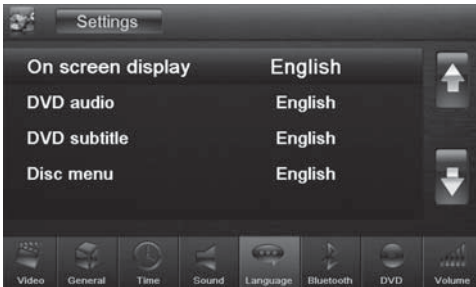 Settings
On screen display English
DVD audio English
DVD subtitle English
Disc menu English
Video General Time Sound Language Bluetooth DVD Volume